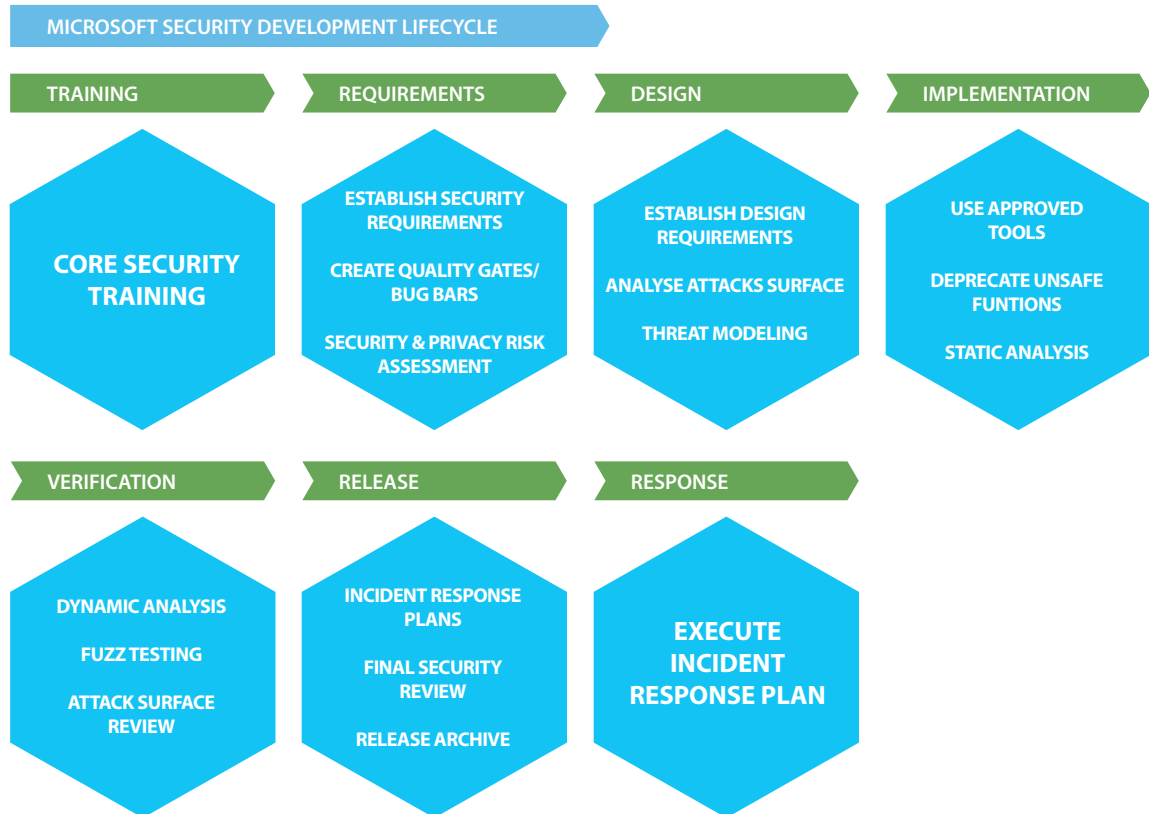 MICROSOFT SECURITY DEVELOPMENT LIFECYCLE
TRAINING
REQUIREMENTS
DESIGN
IMPLEMENTATION
CORE SECURITY
TRAINING
ESTABLISH SECURITY
REQUIREMENTS
CREATE QUALITY GATES/
BUG BARS
SECURITY & PRIVACY RISK
ASSESSMENT
ESTABLISH DESIGN
REQUIREMENTS
ANALYSE ATTACKS SURFACE
THREAT MODELING
USE APPROVED
TOOLS
DEPRECATE UNSAFE
FUNTIONS
STATIC ANALYSIS
VERIFICATION
RELEASE
RESPONSE
DYNAMIC ANALYSIS
FUZZ TESTING
ATTACK SURFACE
REVIEW
INCIDENT RESPONSE
PLANS
FINAL SECURITY
REVIEW
RELEASE ARCHIVE
EXECUTE
INCIDENT
RESPONSE PLAN